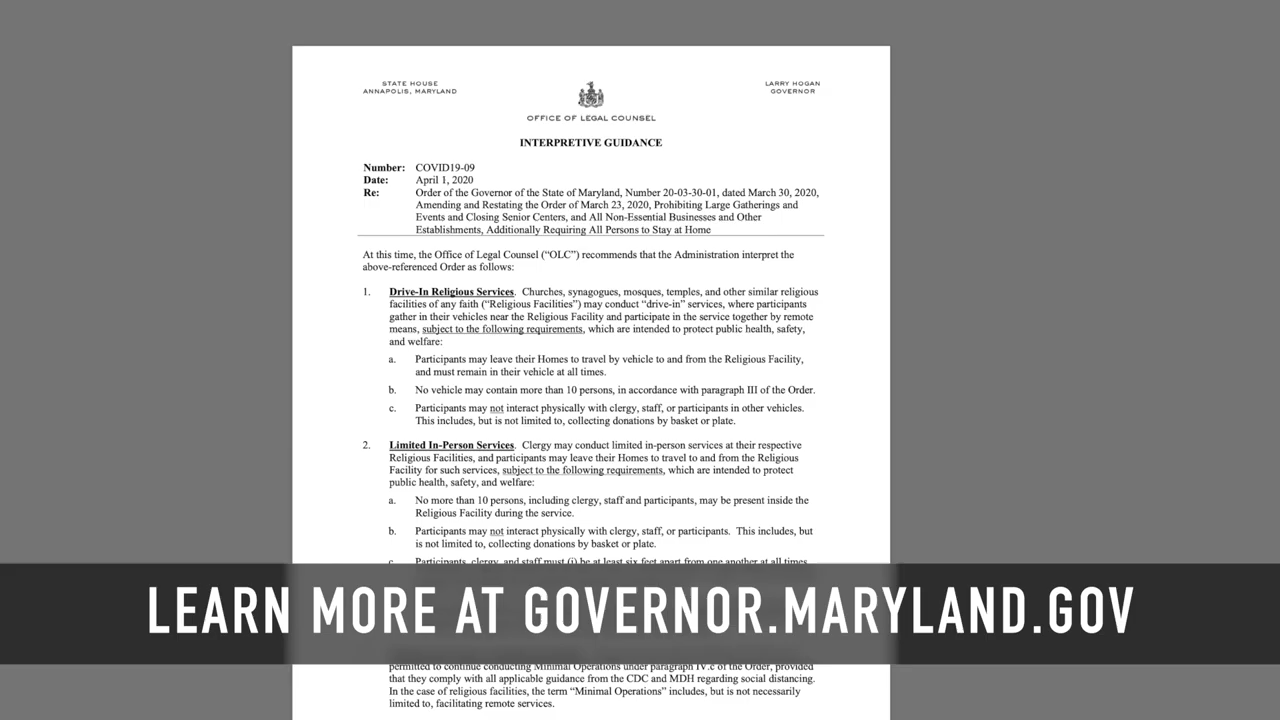 STATE HOUSE
ANNAPOLIS, MARYLAND
LARRY HOGAN
GOVERNOR
OFFICE OF LEGAL COUNSEL
INTERPRETIVE GUIDANCE
Number: COVID19-09
Date: April 1, 2020
Re: Order of the Governor of the State of Maryland, Number 20-03-30-01, dated March 30, 2020,
Amending and Restating the Order of March 23, 2020, Prohibiting Large Gatherings and
Events and Closing Senior Centers, and All Non-Essential Businesses and Other
Establishments, Additionally Requiring All Persons to Stay at Home
At this time, the Office of Legal Counsel (“OLC”) recommends that the Administration interpret the
above-referenced Order as follows:
1. Drive-In Religious Services. Churches, synagogues, mosques, temples, and other similar religious
facilities of any faith (“Religious Facilities”) may conduct “drive-in” services, where participants
gather in their vehicles near the Religious Facility and participate in the service together by remote
means, subject to the following requirements, which are intended to protect public health, safety,
and welfare:
a. Participants may leave their Homes to travel by vehicle to and from the Religious Facility,
and must remain in their vehicle at all times.
b. No vehicle may contain more than 10 persons, in accordance with paragraph III of the Order.
c. Participants may not interact physically with clergy, staff, or participants in other vehicles.
This includes, but is not limited to, collecting donations by basket or plate.
2. Limited In-Person Services. Clergy may conduct limited in-person services at their respective
Religious Facilities, and participants may leave their Homes to travel to and from the Religious
Facility for such services, subject to the following requirements, which are intended to protect
public health, safety, and welfare:
a. No more than 10 persons, including clergy, staff and participants, may be present inside the
Religious Facility during the service.
b. Participants may not interact physically with clergy, staff, or participants. This includes, but
is not limited to, collecting donations by basket or plate.
c. Participants, clergy, and staff must (i) be at least six feet apart from one another at all times
LEARN MORE AT GOVERNOR.MARYLAND.GOV
permitted to continue conducting Minimal Operations under paragraph IV.c of the Order, provided
that they comply with all applicable guidance from the CDC and MDH regarding social distancing.
In the case of religious facilities, the term “Minimal Operations” includes, but is not necessarily
limited to, facilitating remote services.